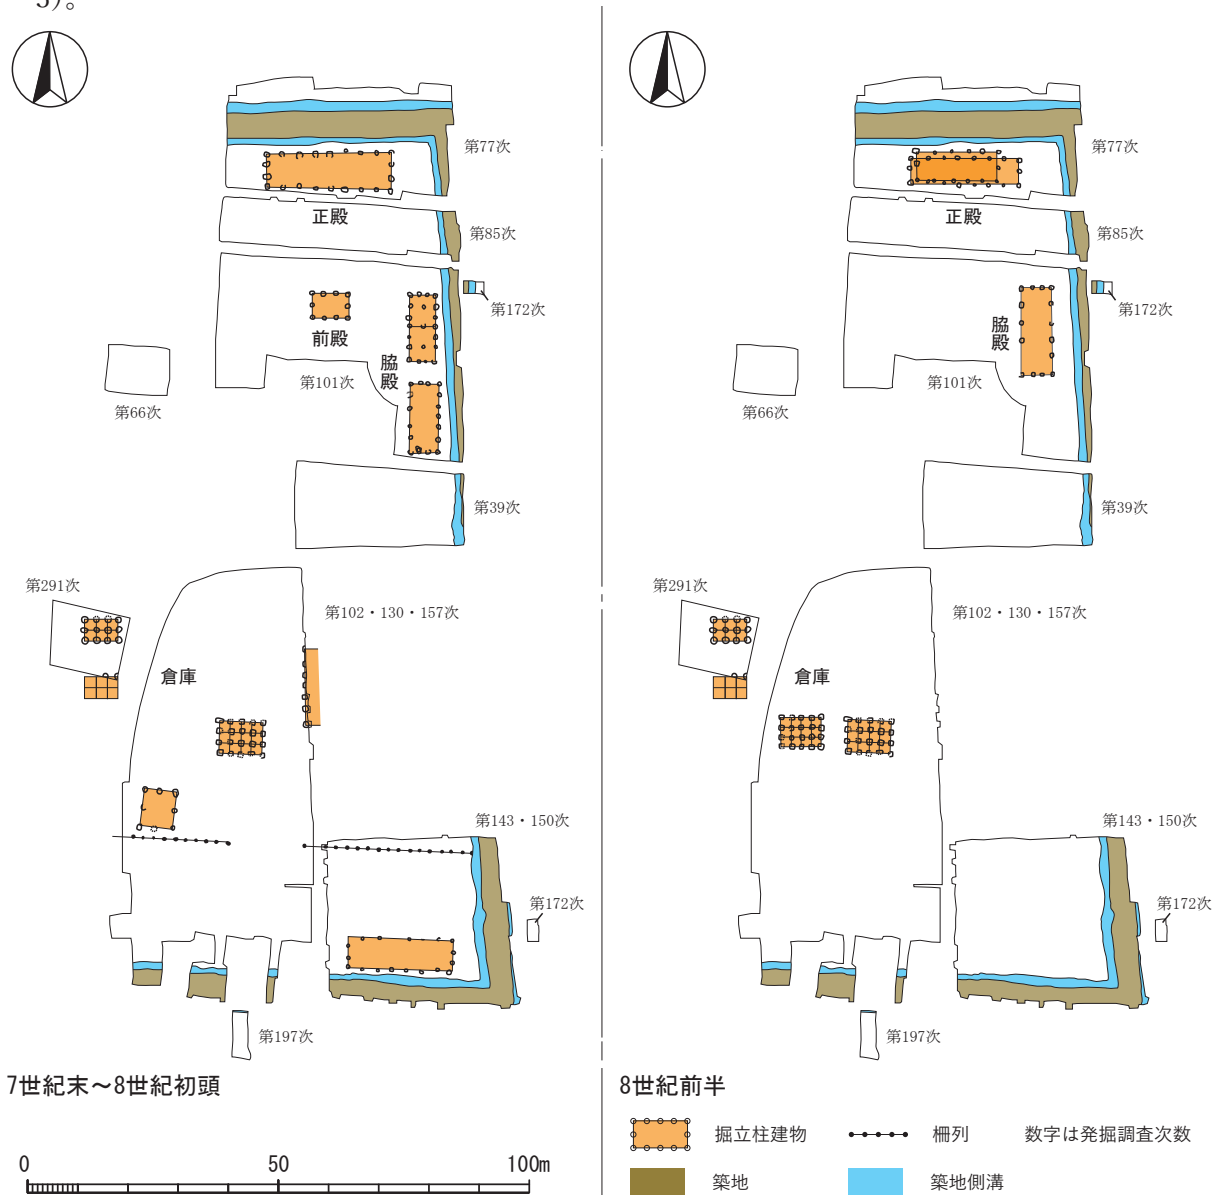 3)。
第77次
正殿
第85次
第172次
前殿
脇殿
第101次
第66次
第39次
第291次
第102・130・157次
倉庫
第143・150次
第172次
第197次
7世紀末～8世紀初頭
0 50 100m
第77次
正殿
第85次
第172次
脇殿
第101次
第66次
第39次
第291次
第102・130・157次
倉庫
第143・150次
第172次
第197次
8世紀前半
掘立柱建物 柵列 数字は発掘調査次数
築地 築地側溝